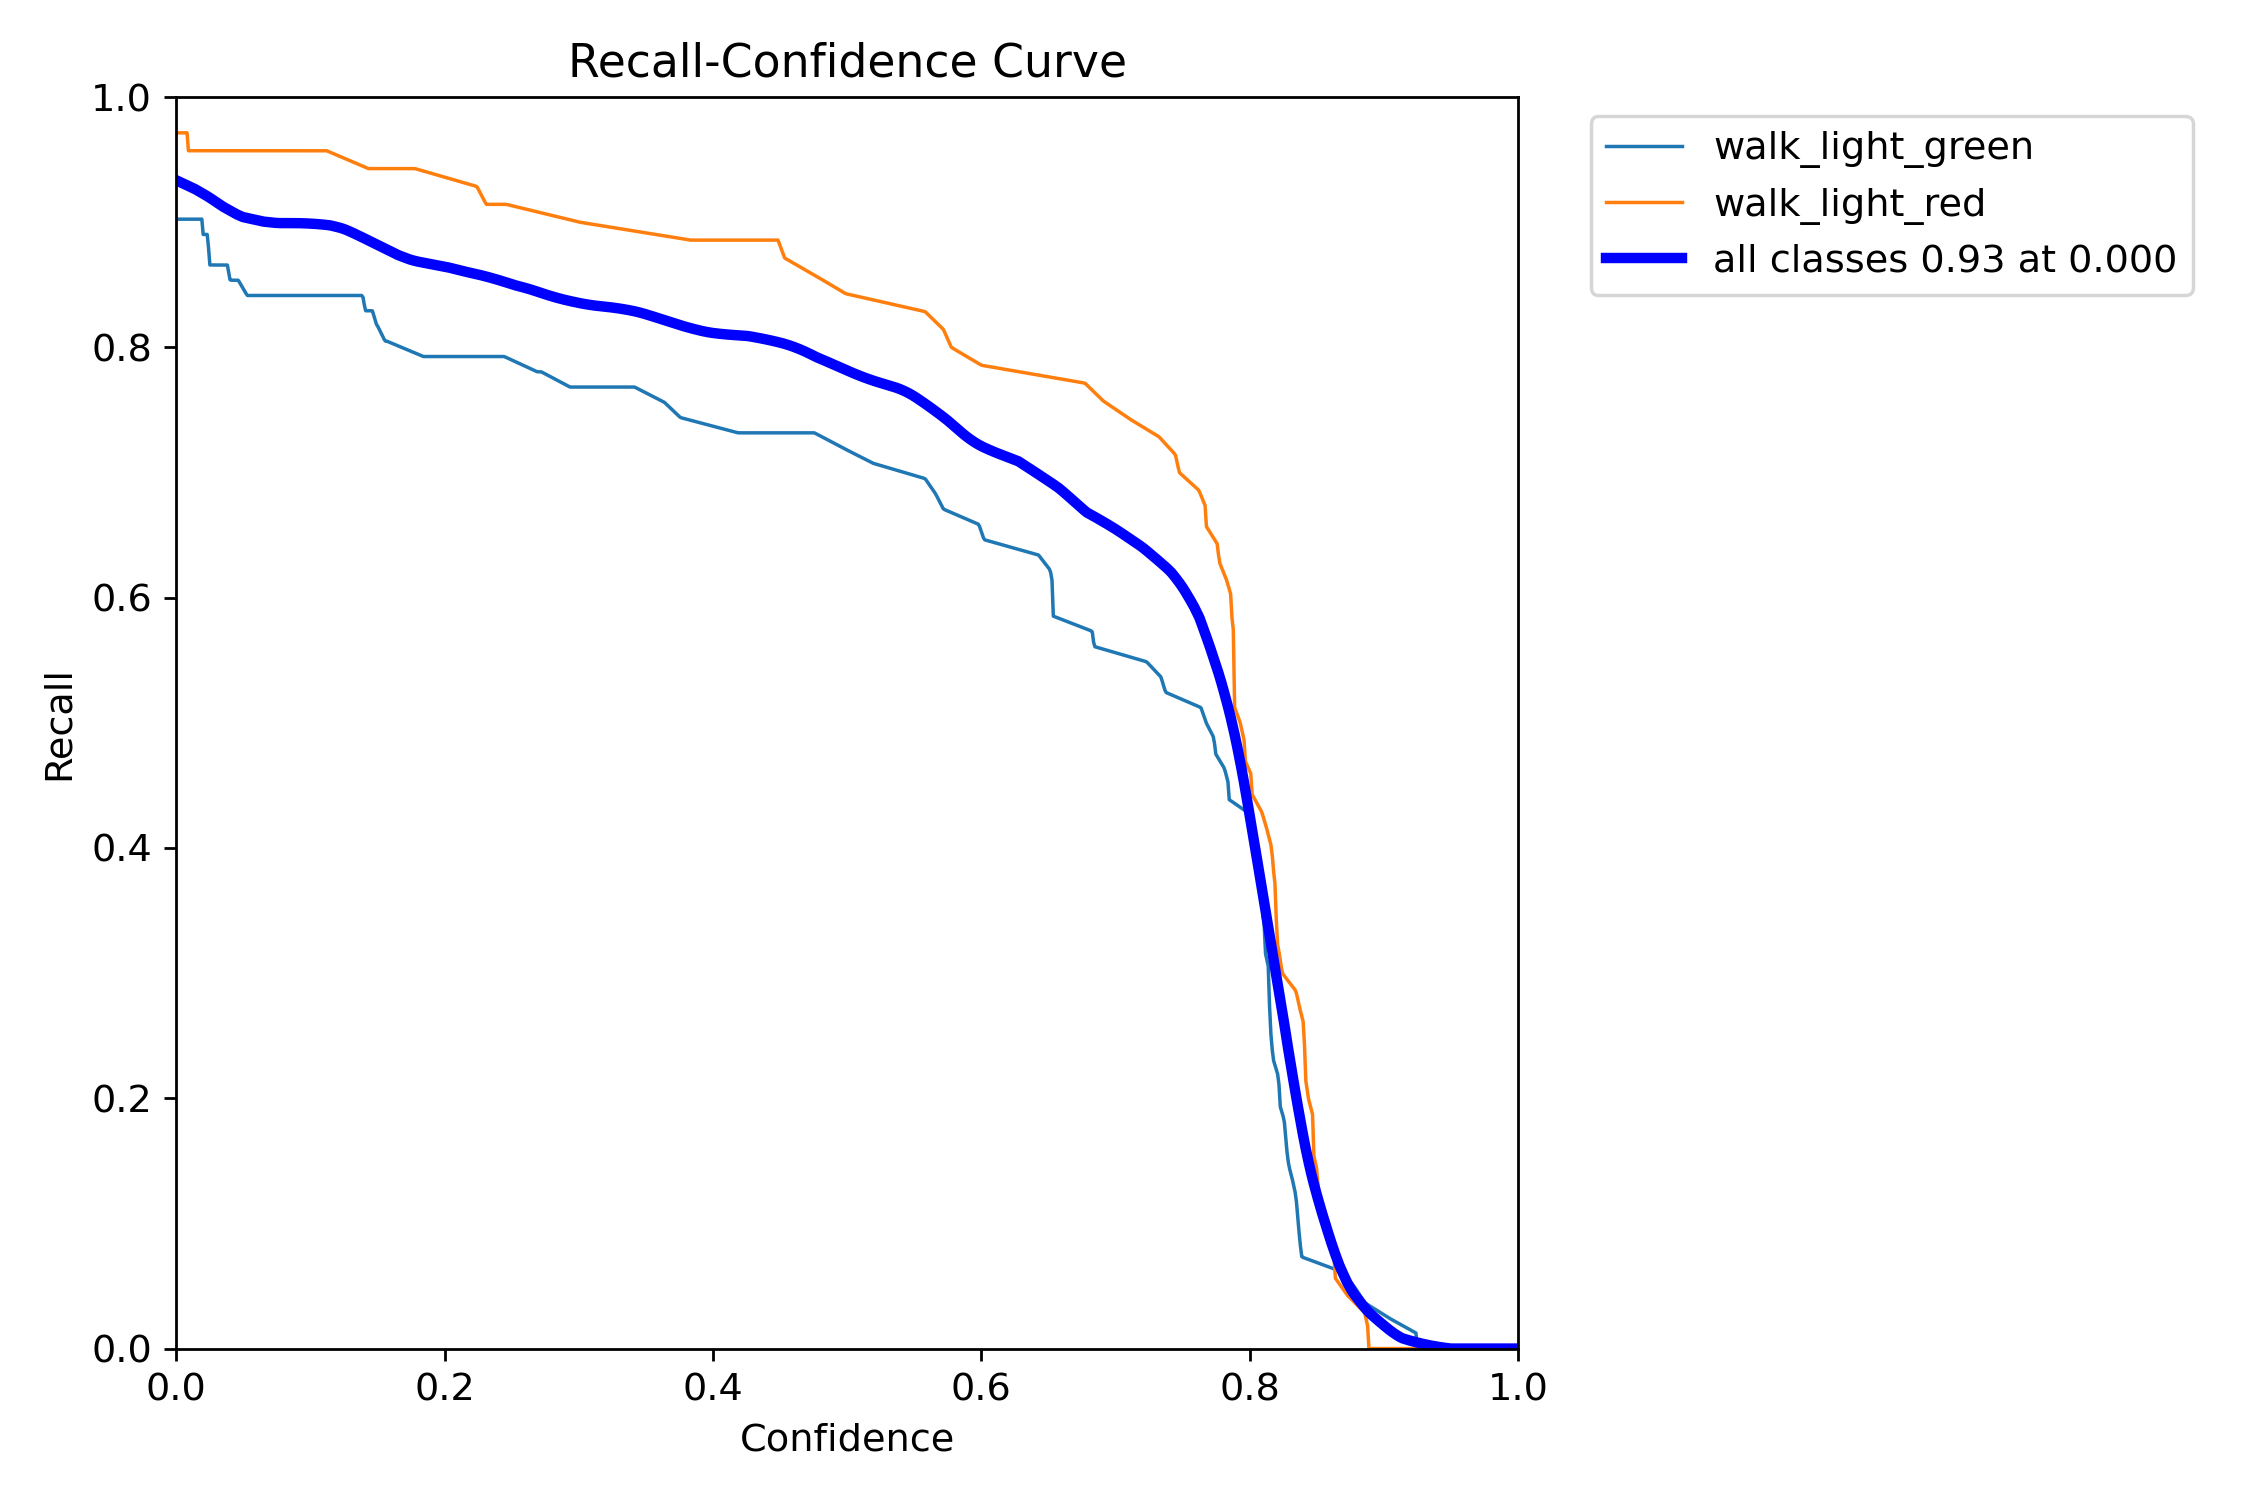 Recall-Confidence Curve
1.0
0.8
0.6
0.4
0.2
0.0
Recall
0.0 0.2 0.4 0.6 0.8 1.0
Confidence
walk_light_green
walk_light_red
all classes 0.93 at 0.000